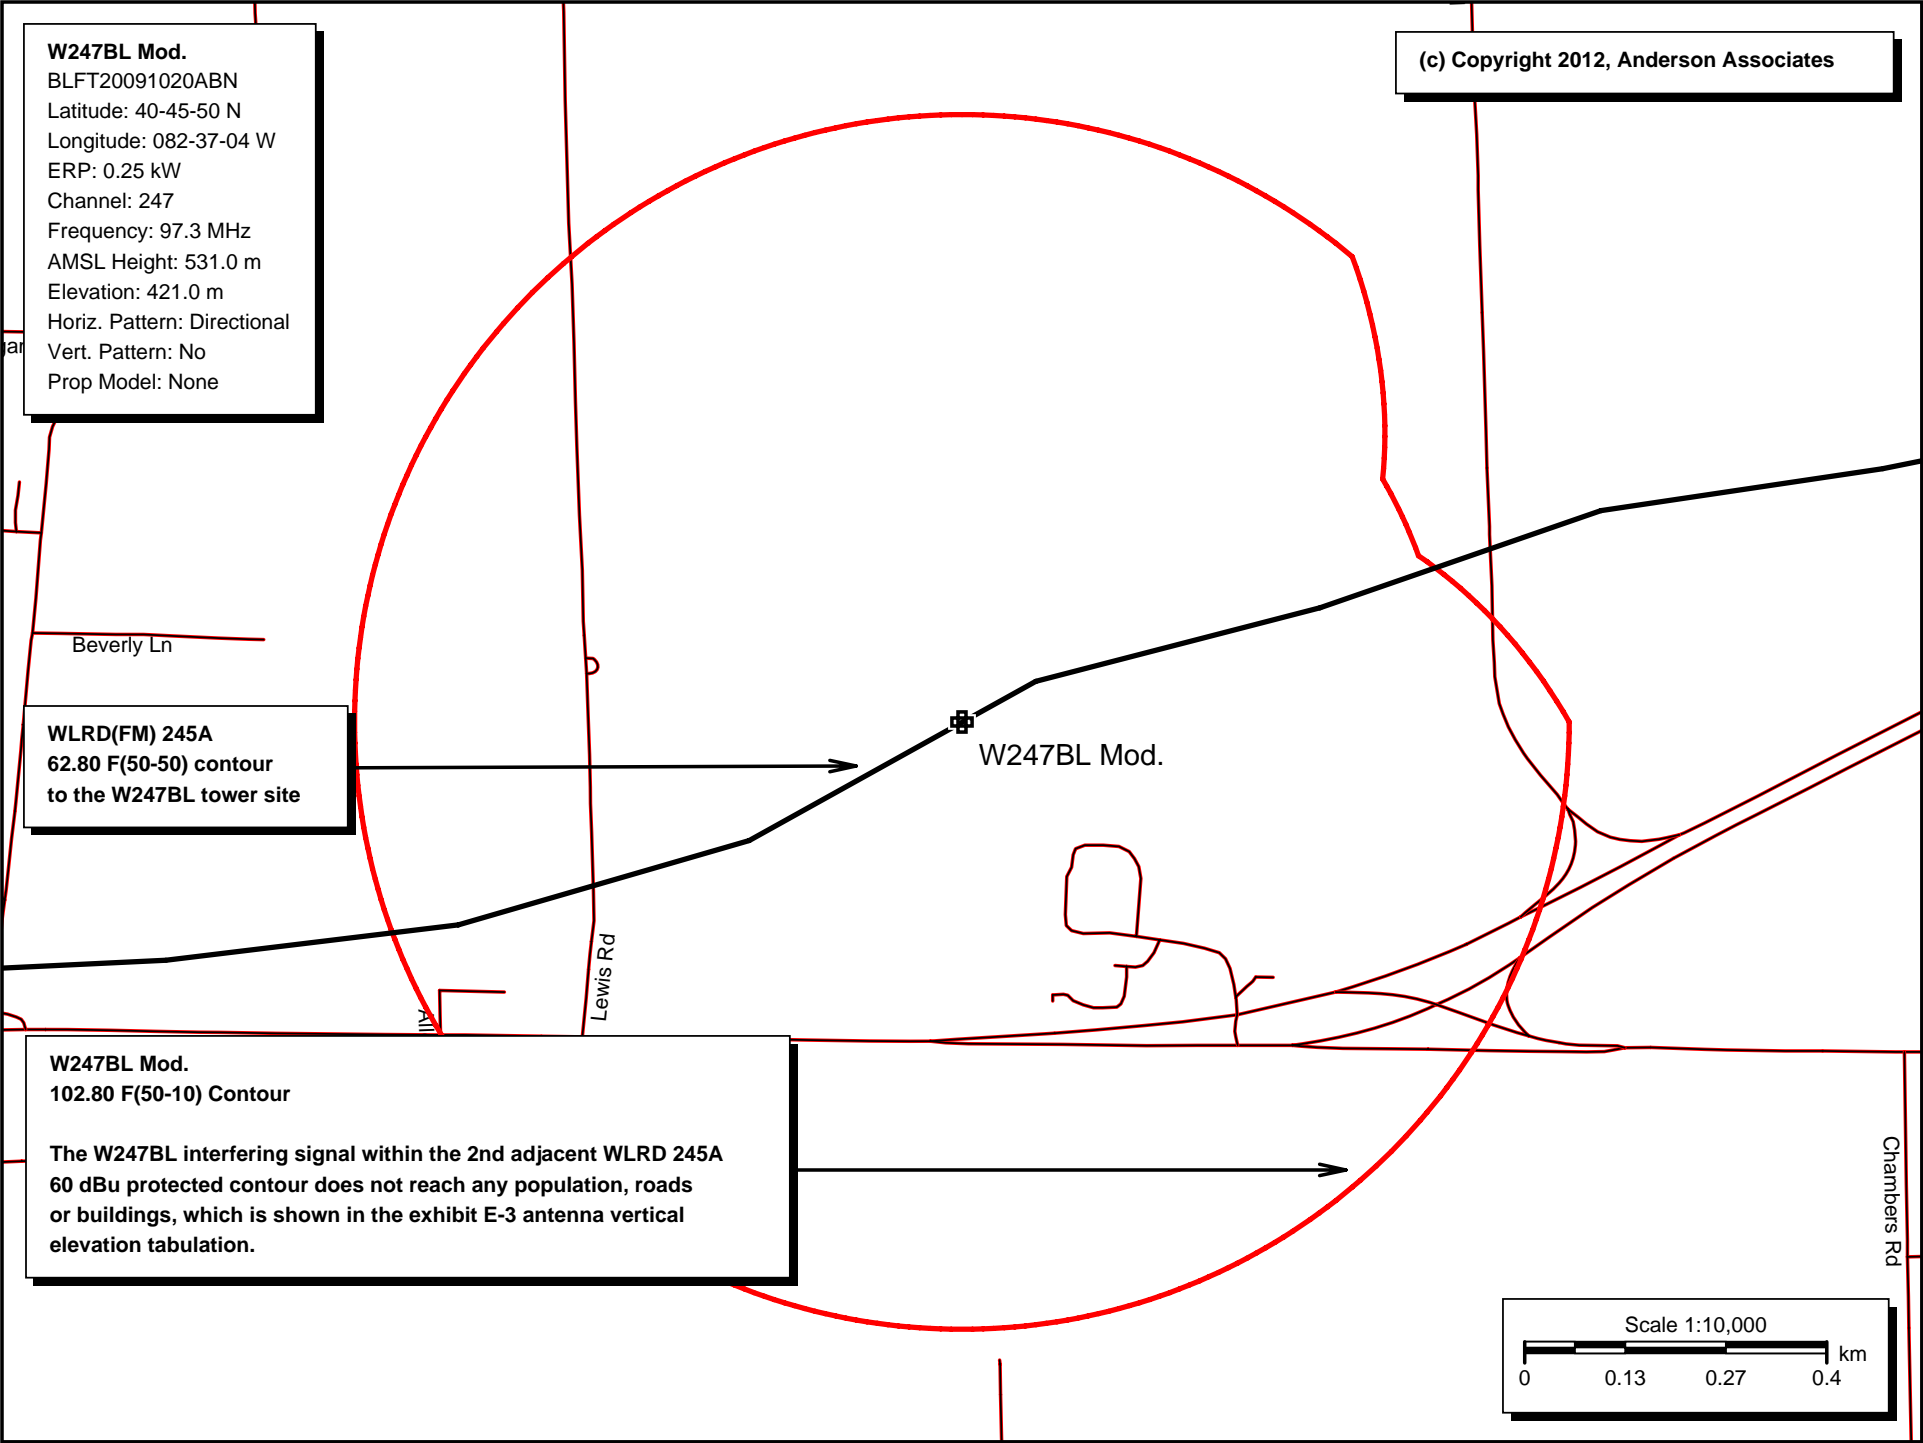 W247BL Mod.
BLFT20091020ABN
Latitude: 40-45-50 N
Longitude: 082-37-04 W
ERP: 0.25 kW
Channel: 247
Frequency: 97.3 MHz
AMSL Height: 531.0 m
Elevation: 421.0 m
Horiz. Pattern: Directional
Vert. Pattern: No
Prop Model: None
(c) Copyright 2012, Anderson Associates
Beverly Ln
WLRD(FM) 245A
62.80 F(50-50) contour
to the W247BL tower site
W247BL Mod.
Lewis Rd
W247BL Mod.
102.80 F(50-10) Contour
The W247BL interfering signal within the 2nd adjacent WLRD 245A
60 dBu protected contour does not reach any population, roads
or buildings, which is shown in the exhibit E-3 antenna vertical
elevation tabulation.
Chambers Rd
Scale 1:10,000
km
0 0.13 0.27 0.4